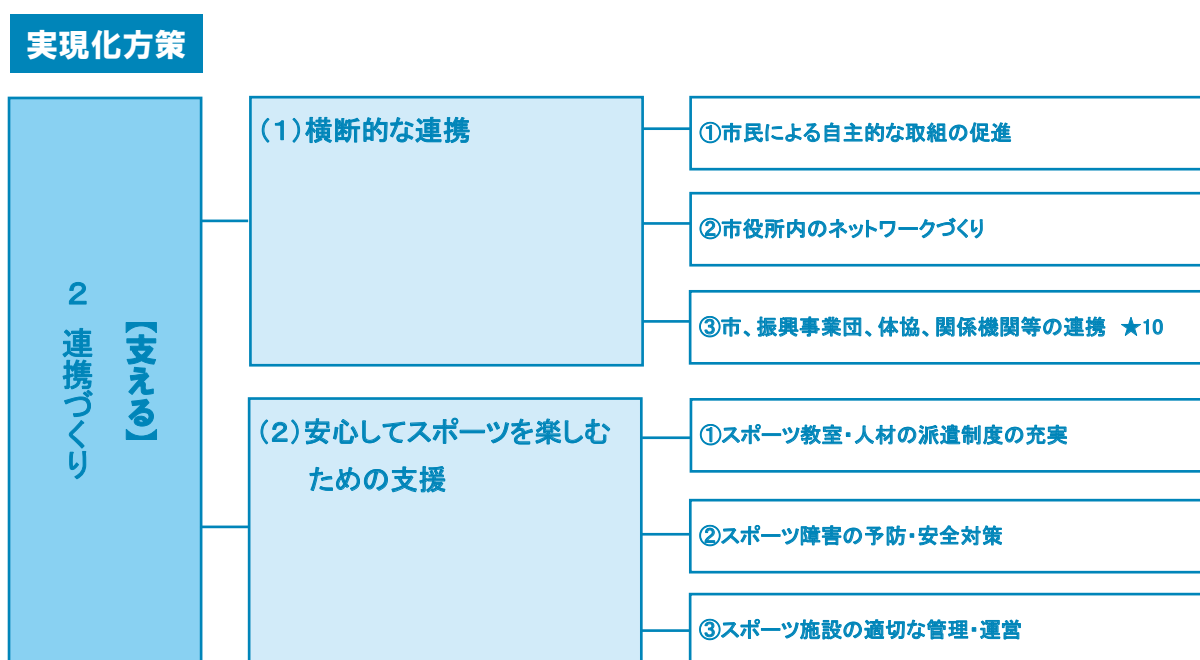 実現化方策
【支える】
２ 連携づくり
（１）横断的な連携
①市民による自主的な取組の促進
②市役所内のネットワークづくり
③市、振興事業団、体協、関係機関等の連携　★10
（２）安心してスポーツを楽しむ
ための支援
①スポーツ教室・人材の派遣制度の充実
②スポーツ障害の予防・安全対策
③スポーツ施設の適切な管理・運営